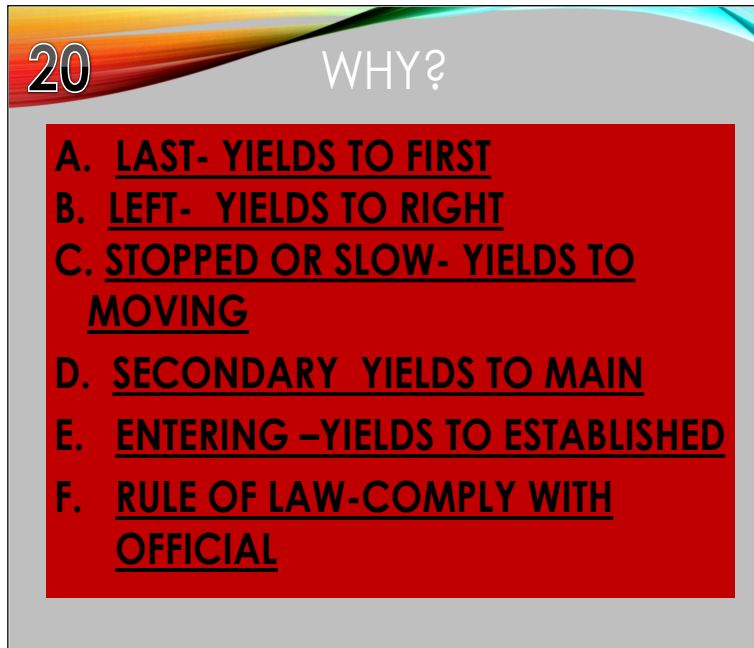 20
WHY?
A. LAST- YIELDS TO FIRST
B. LEFT- YIELDS TO RIGHT
C. STOPPED OR SLOW- YIELDS TO
MOVING
D. SECONDARY YIELDS TO MAIN
E. ENTERING –YIELDS TO ESTABLISHED
F. RULE OF LAW-COMPLY WITH
OFFICIAL